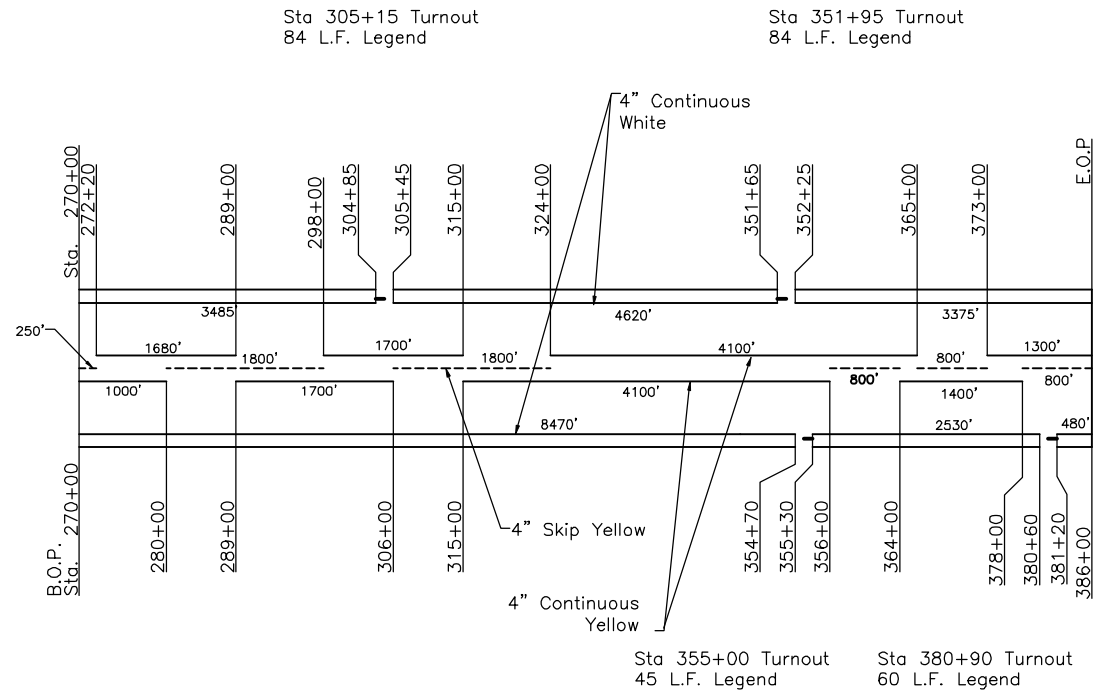 Sta 305+15 Turnout
84 L.F. Legend
Sta 351+95 Turnout
84 L.F. Legend
4" Continuous
White
Sta. 270+00
272+20
289+00
298+00
304+85
305+45
315+00
324+00
351+65
352+25
365+00
373+00
E.O.P
3485'
4620'
3375'
250'
1680'
1800'
1700'
1800'
4100'
800'
1300'
1000'
1700'
4100'
800'
1400'
800'
8470'
2530'
480'
B.O.P.
Sta. 270+00
280+00
289+00
306+00
315+00
354+70
355+30
356+00
364+00
378+00
380+60
381+20
386+00
4" Skip Yellow
4" Continuous
Yellow
Sta 355+00 Turnout
45 L.F. Legend
Sta 380+90 Turnout
60 L.F. Legend